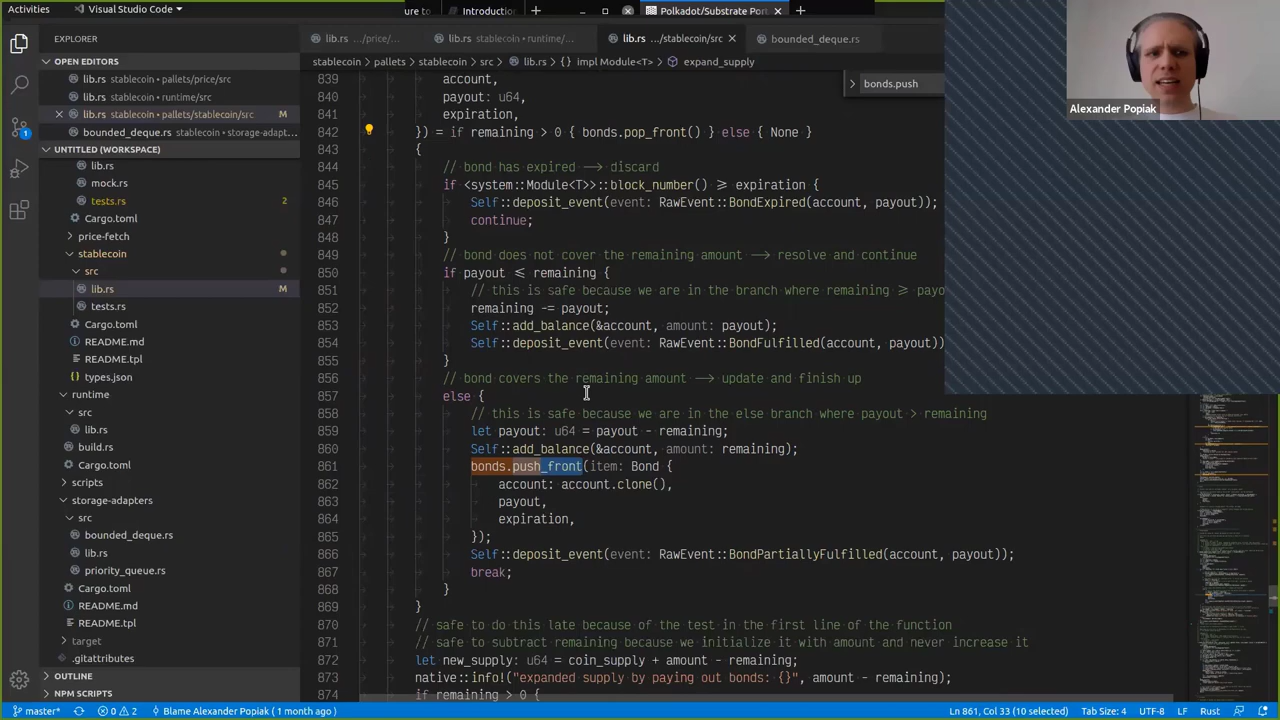 Activities
Visual Studio Code
ure to
Introduction
Polkadot/Substrate Port
Alexander Popiak
EXPLORER
OPEN EDITORS
lib.rs stablecoin • pallets/price/src
lib.rs stablecoin • runtime/src
lib.rs stablecoin • pallets/stablecoin/src M
bounded_deque.rs stablecoin • storage-adapt...
UNTITLED (WORKSPACE)
lib.rs
mock.rs
tests.rs 2
Cargo.toml
price-fetch
stablecoin
src
lib.rs M
tests.rs
Cargo.toml
README.md
README.tpl
types.json
runtime
src
lib.rs
build.rs
Cargo.toml
scripts
storage-adapters
src
bounded_deque.rs
lib.rs
priority_queue.rs
Cargo.toml
README.md
README.tpl
target
.gitattributes
OUTLINE
NPM SCRIPTS
lib.rs .../price/...
lib.rs stablecoin • runtime/...
lib.rs .../stablecoin/src
bounded_deque.rs
stablecoin > pallets > stablecoin > src > lib.rs > {} impl Module<T> > expand_supply
bonds.push
839 account,
840 payout: u64,
841 expiration,
842 }) = if remaining > 0 { bonds.pop_front() } else { None }
843 {
844 // bond has expired --> discard
845 if <system::Module<T>>::block_number() >= expiration {
846 Self::deposit_event(event: RawEvent::BondExpired(account, payout));
847 continue;
848 }
849 // bond does not cover the remaining amount --> resolve and continue
850 if payout <= remaining {
851 // this is safe because we are in the branch where remaining >= payo
852 remaining -= payout;
853 Self::add_balance(&account, amount: payout);
854 Self::deposit_event(event: RawEvent::BondFulfilled(account, payout))
855 }
856 // bond covers the remaining amount --> update and finish up
857 else {
858 // this is safe because we are in the else branch where payout > remaining
859 let payout: u64 = payout - remaining;
860 Self::add_balance(&account, amount: remaining);
861 bonds.push_front(item: Bond {
862 account: account.clone(),
863 payout,
864 expiration,
865 });
866 Self::deposit_event(event: RawEvent::BondPartiallyFulfilled(account, payout));
867 break;
868 }
869 }
870 // safe to do this late because of the test in the first line of the function
871 // safe to substract remaining because we initialize it with amount and never increase it
872 let new_supply: u64 = coin_supply + amount - remaining;
873 native::info!("expanded supply by paying out bonds: {}", amount - remaining);
874 if remaining
master*
0 2
Blame Alexander Popiak ( 1 month ago )
Ln 861, Col 33 (10 selected)
Tab Size: 4
UTF-8
LF
Rust